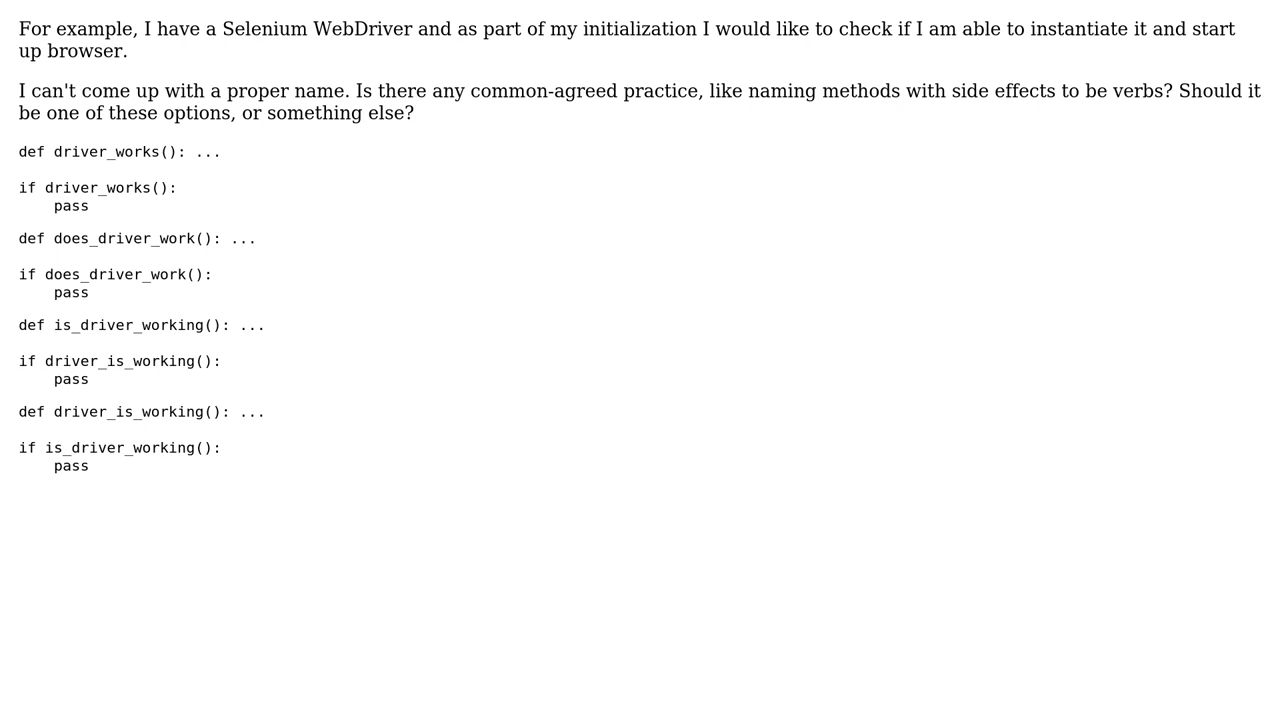 For example, I have a Selenium WebDriver and as part of my initialization I would like to check if I am able to instantiate it and start
up browser.
I can't come up with a proper name. Is there any common-agreed practice, like naming methods with side effects to be verbs? Should it
be one of these options, or something else?
def driver_works(): ...
if driver_works():
    pass
def does_driver_work(): ...
if does_driver_work():
    pass
def is_driver_working(): ...
if driver_is_working():
    pass
def driver_is_working(): ...
if is_driver_working():
    pass